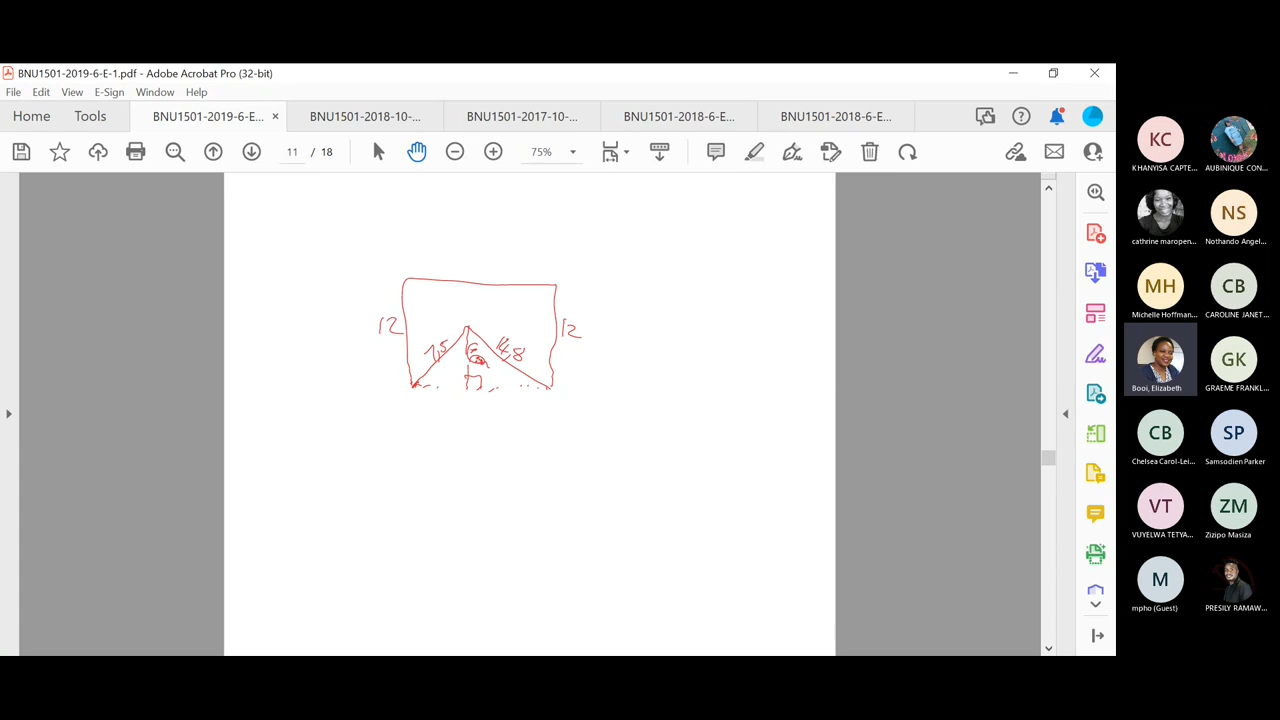 BNU1501-2019-6-E-1.pdf - Adobe Acrobat Pro (32-bit)
File Edit View E-Sign Window Help
Home Tools BNU1501-2019-6-E... × BNU1501-2018-10-... BNU1501-2017-10-... BNU1501-2018-6-E... BNU1501-2018-6-E...
11 / 18 75%
12 12
7,5
KC
KHANYISA CAPTE... AUBINIQUE CON...
NS
cathrine maropen... Nothando Angel...
MH CB
Michelle Hoffman... CAROLINE JANET...
GK
Booi, Elizabeth GRAEME FRANKL...
CB SP
Chelsea Carol-Lei... Samsodien Parker
VT ZM
VUYELWA TETYA... Zizipo Masiza
M
mpho (Guest) PRESILY RAMAW...